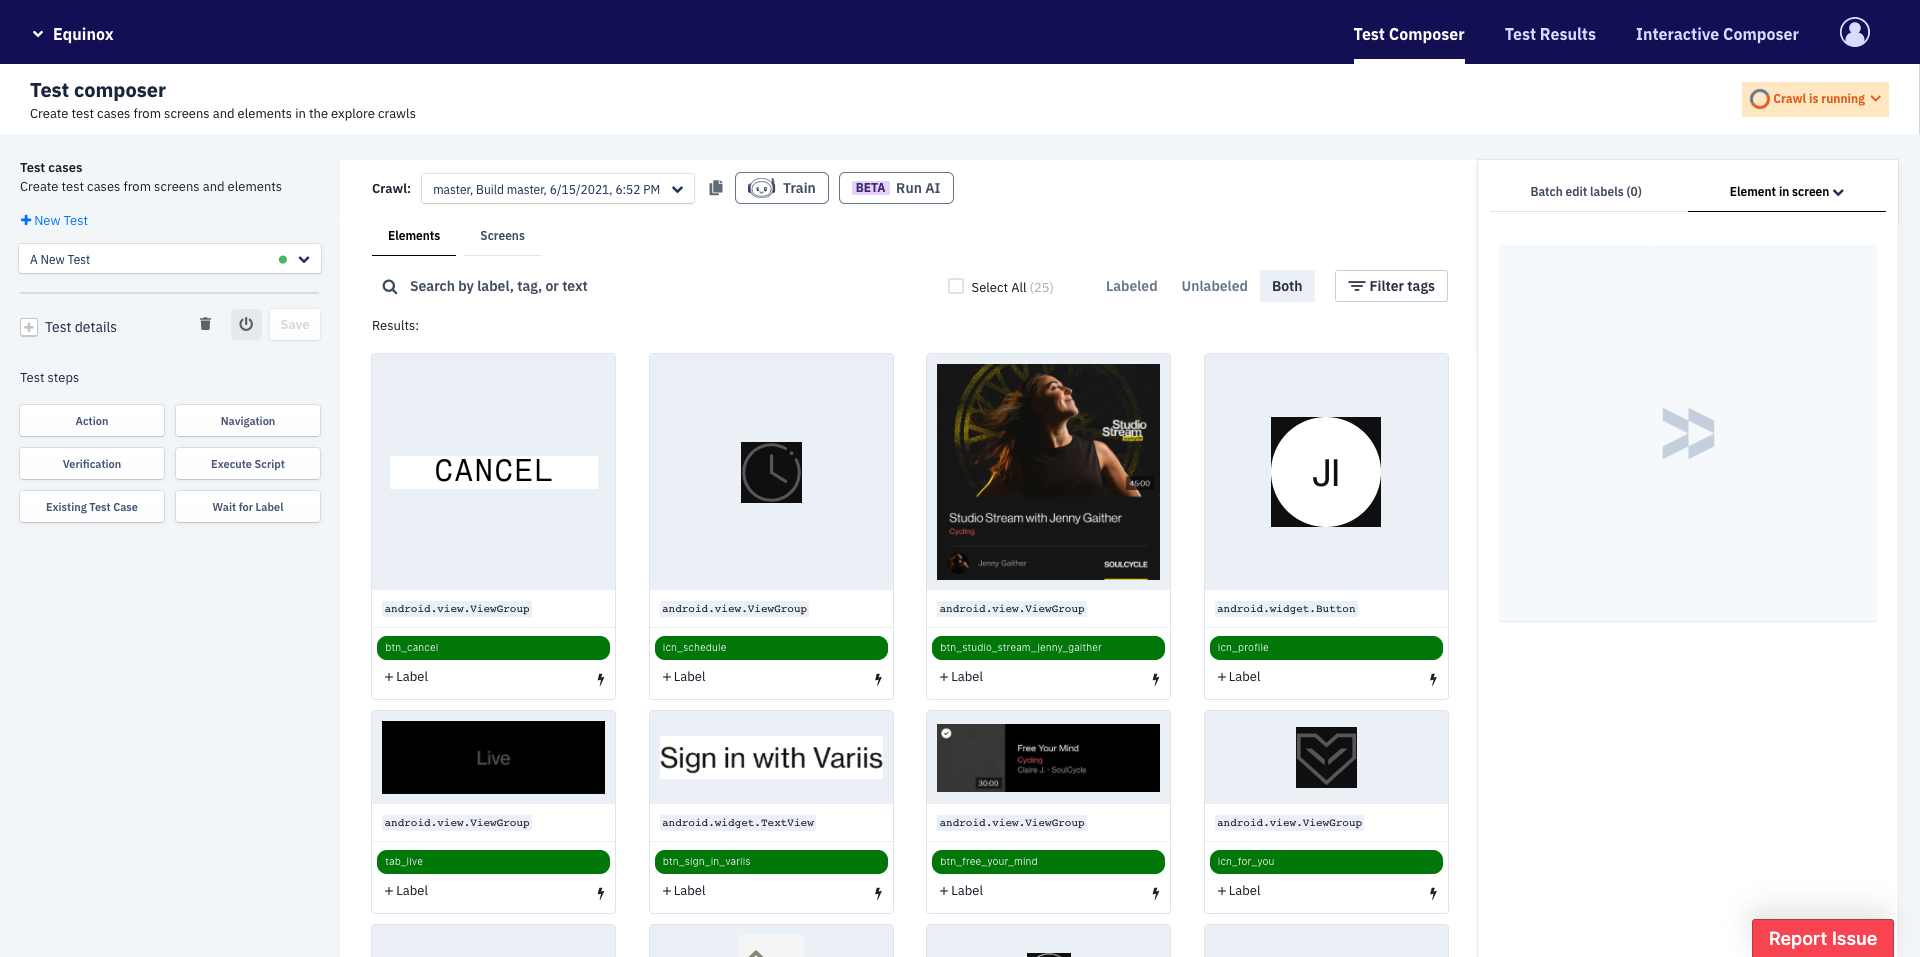 Equinox
Test Composer
Test Results
Interactive Composer
Test composer
Create test cases from screens and elements in the explore crawls
Crawl is running
Test cases
Create test cases from screens and elements
New Test
A New Test
Test details
Save
Test steps
Action
Navigation
Verification
Execute Script
Existing Test Case
Wait for Label
Crawl:
master, Build master, 6/15/2021, 6:52 PM
Train
BETA Run AI
Elements
Screens
Search by label, tag, or text
Select All (25)
Labeled
Unlabeled
Both
Filter tags
Results:
CANCEL
android.view.ViewGroup
btn_cancel
+ Label
android.view.ViewGroup
icn_schedule
+ Label
Studio
Stream
45:00
Studio Stream with Jenny Gaither
Cycling
Jenny Gaither
SOULCYCLE
android.view.ViewGroup
btn_studio_stream_jenny_gaither
+ Label
JI
android.widget.Button
icn_profile
+ Label
Live
android.view.ViewGroup
tab_live
+ Label
Sign in with Variis
android.widget.TextView
btn_sign_in_variis
+ Label
Free Your Mind
Cycling
Claire J. - SoulCycle
30:00
android.view.ViewGroup
btn_free_your_mind
+ Label
android.view.ViewGroup
icn_for_you
+ Label
Batch edit labels (0)
Element in screen
Report Issue